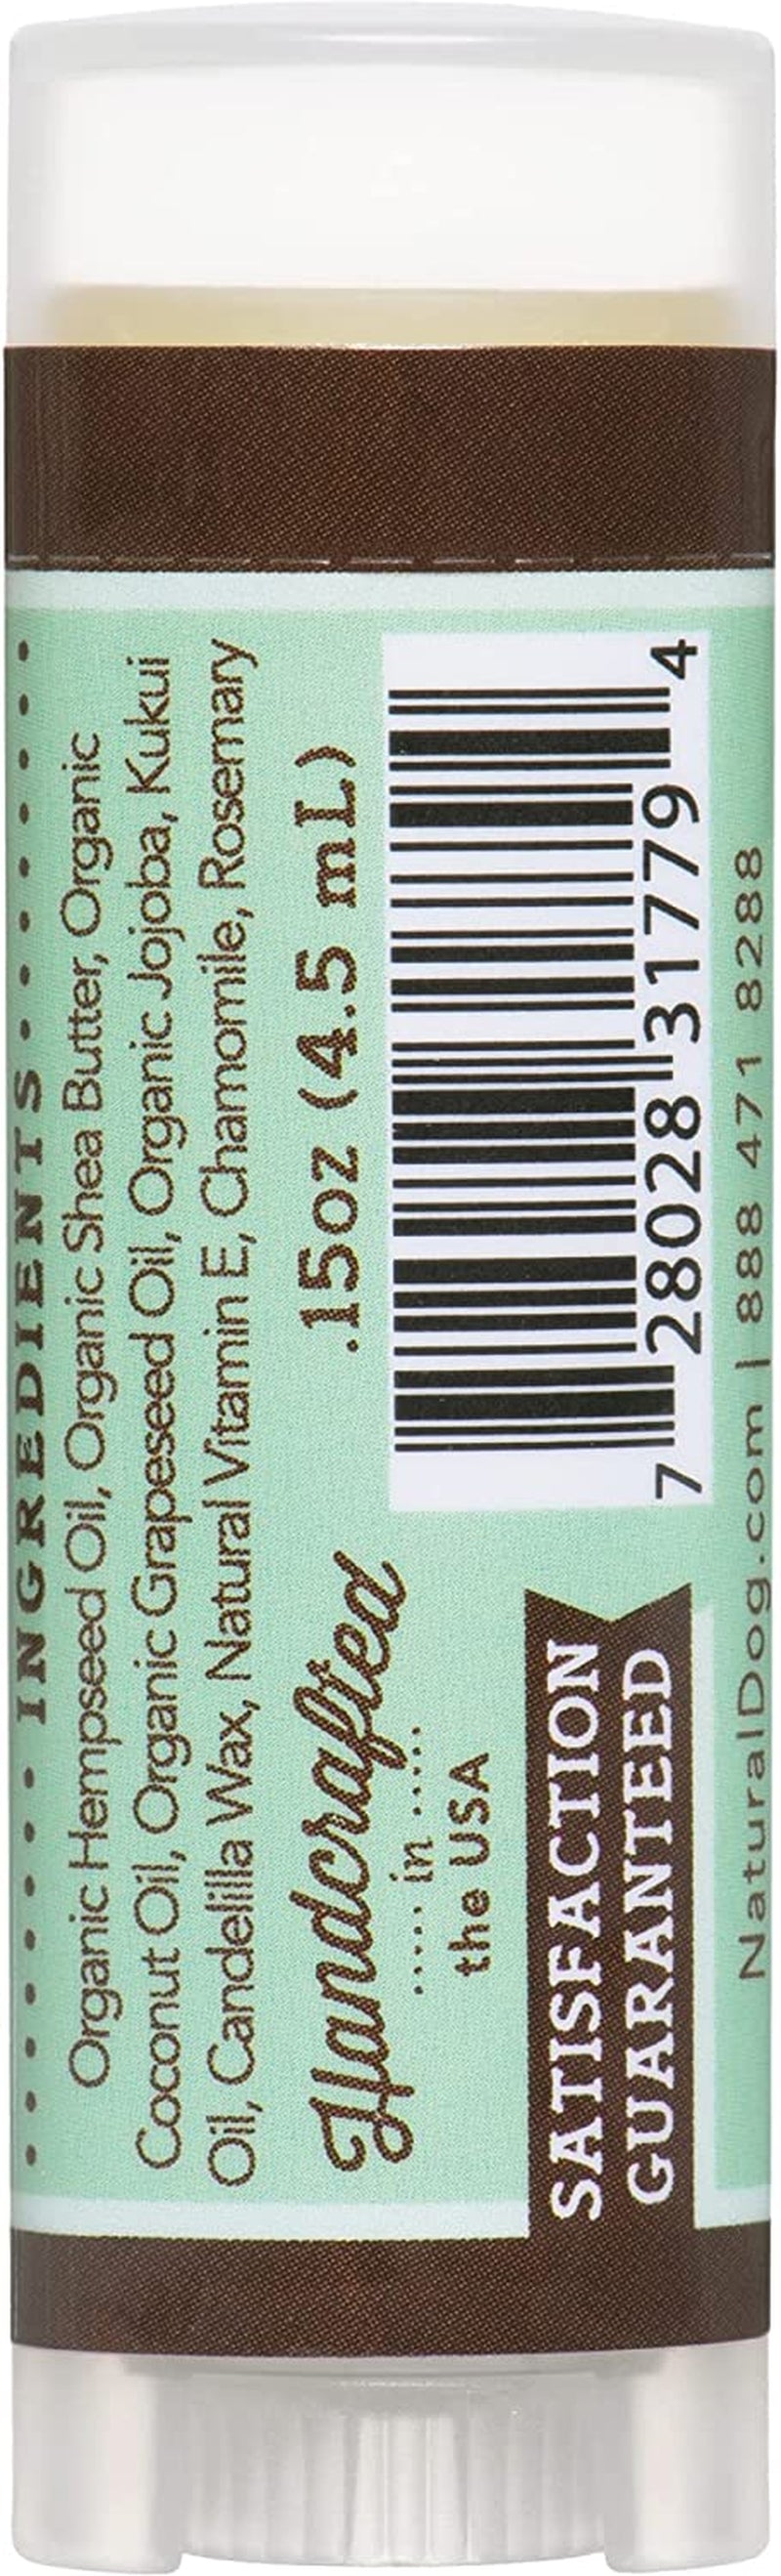 INGREDIENTS
Organic Hempseed Oil, Organic Shea Butter, Organic
Coconut Oil, Organic Grapeseed Oil, Organic Jojoba, Kukui
Oil, Candelilla Wax, Natural Vitamin E, Chamomile, Rosemary
Handcrafted
in
the USA
.15oz (4.5 mL)
7 28028 31779 4
SATISFACTION
GUARANTEED
NaturalDog.com | 888 471 8288